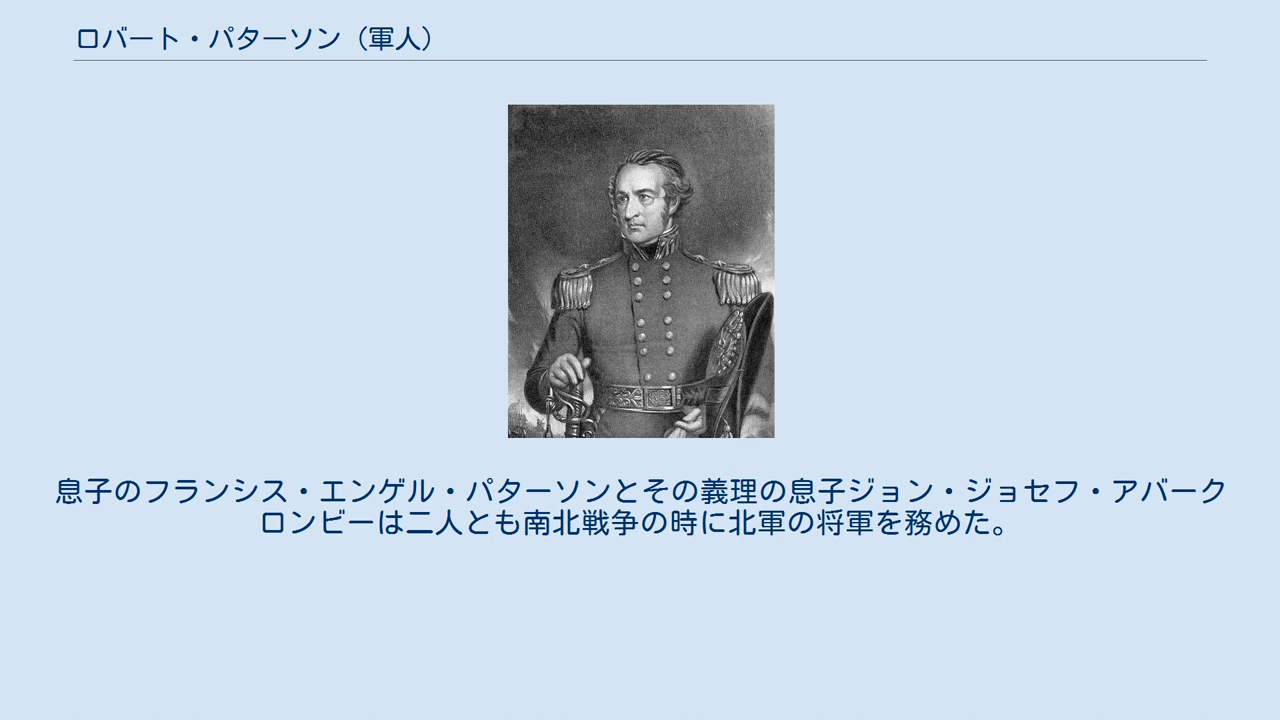 ロバート・パターソン（軍人）
息子のフランシス・エンゲル・パターソンとその義理の息子ジョン・ジョセフ・アバーク
ロンビーは二人とも南北戦争の時に北軍の将軍を務めた。